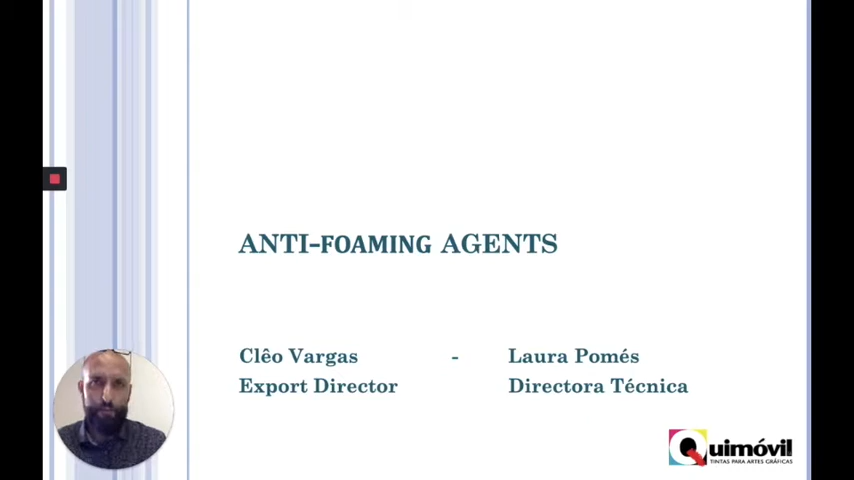 ANTI-FOAMING AGENTS
Clêo Vargas - Laura Pomés
Export Director Directora Técnica
Quimóvil
TINTAS PARA ARTES GRÁFICAS